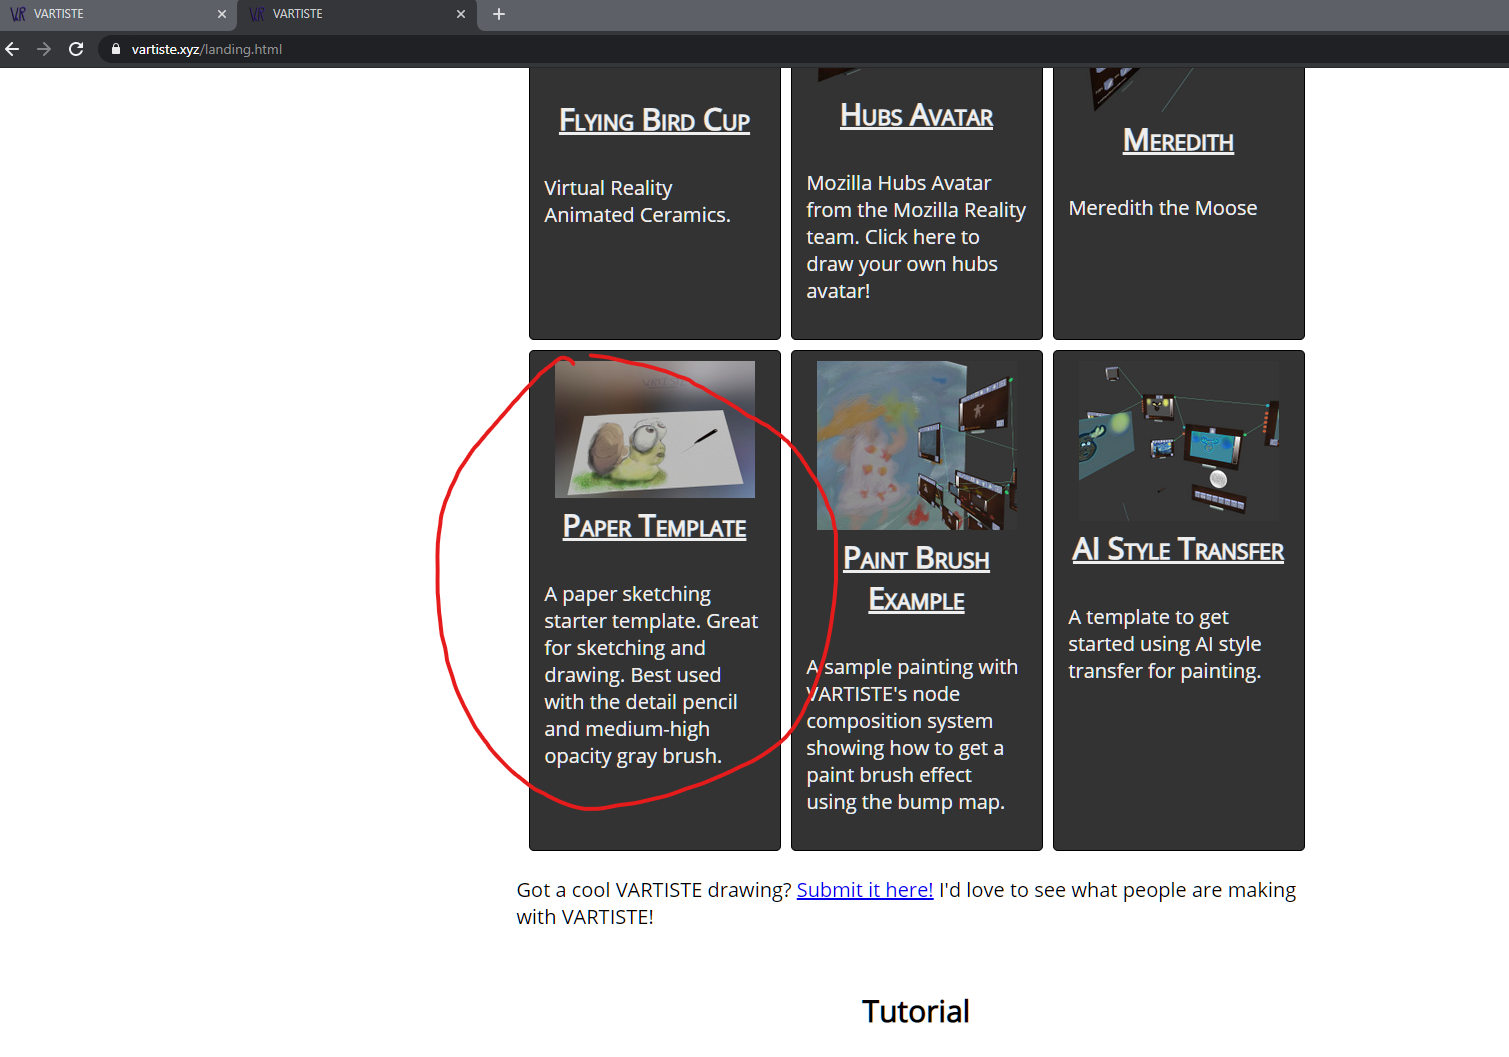 VARTISTE
VARTISTE
vartiste.xyz/landing.html
Flying Bird Cup
Virtual Reality
Animated Ceramics.
Hubs Avatar
Mozilla Hubs Avatar
from the Mozilla Reality
team. Click here to
draw your own hubs
avatar!
Meredith
Meredith the Moose
Paper Template
A paper sketching
starter template. Great
for sketching and
drawing. Best used
with the detail pencil
and medium-high
opacity gray brush.
Paint Brush
Example
A sample painting with
VARTISTE's node
composition system
showing how to get a
paint brush effect
using the bump map.
AI Style Transfer
A template to get
started using AI style
transfer for painting.
Got a cool VARTISTE drawing? Submit it here! I'd love to see what people are making
with VARTISTE!
Tutorial